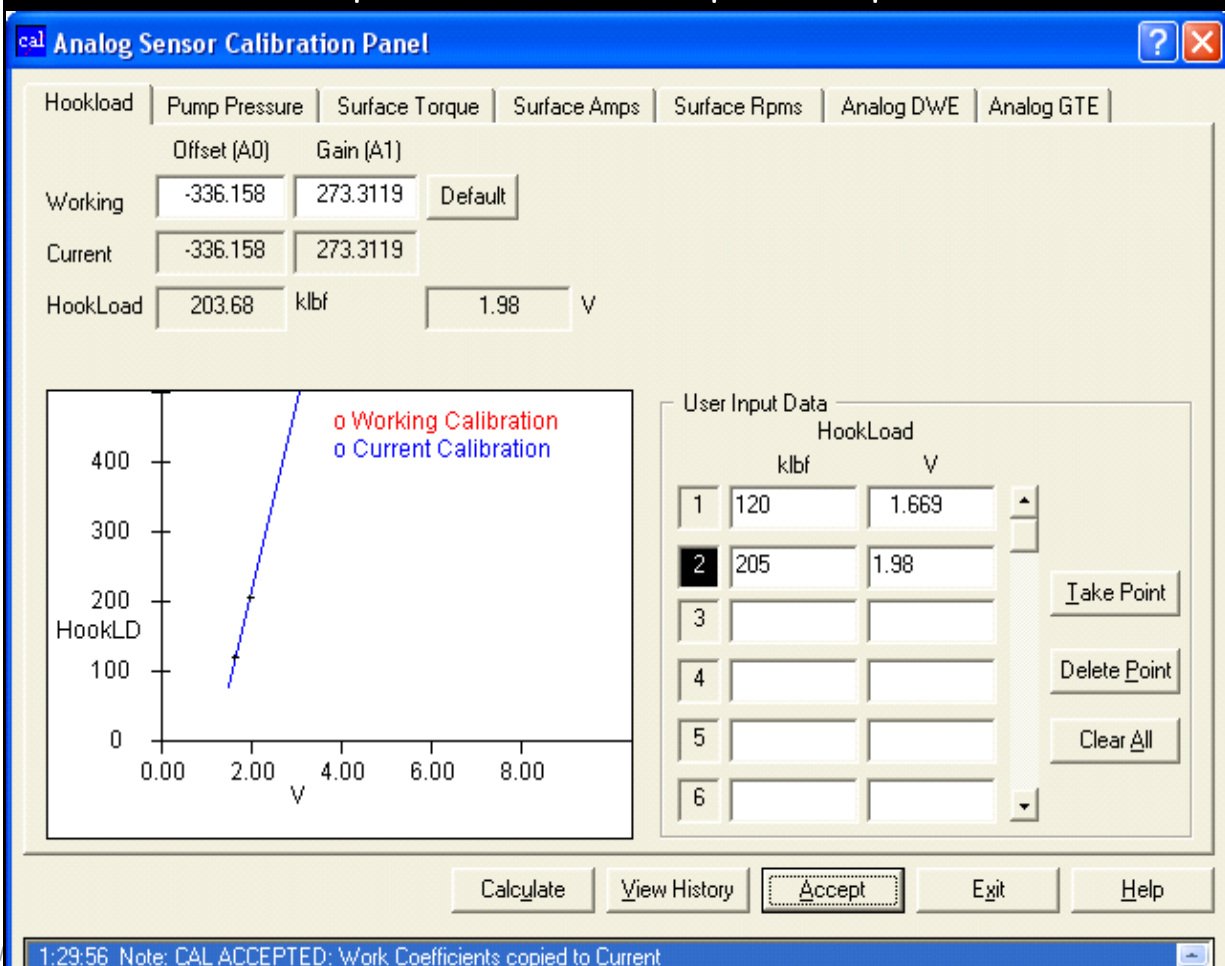 cal Analog Sensor Calibration Panel ?
Hookload Pump Pressure Surface Torque Surface Amps Surface Rpms Analog DWE Analog GTE
Offset (A0) Gain (A1)
Working -336.158 273.3119 Default
Current -336.158 273.3119
HookLoad 203.68 klbf 1.98 V
o Working Calibration
o Current Calibration
400
300
200
HookLD
100
0
0.00 2.00 4.00 6.00 8.00
V
User Input Data
HookLoad
klbf V
1 120 1.669
2 205 1.98
3
4
5
6
Take Point
Delete Point
Clear All
Calculate View History Accept Exit Help
1:29:56 Note: CAL ACCEPTED: Work Coefficients copied to Current